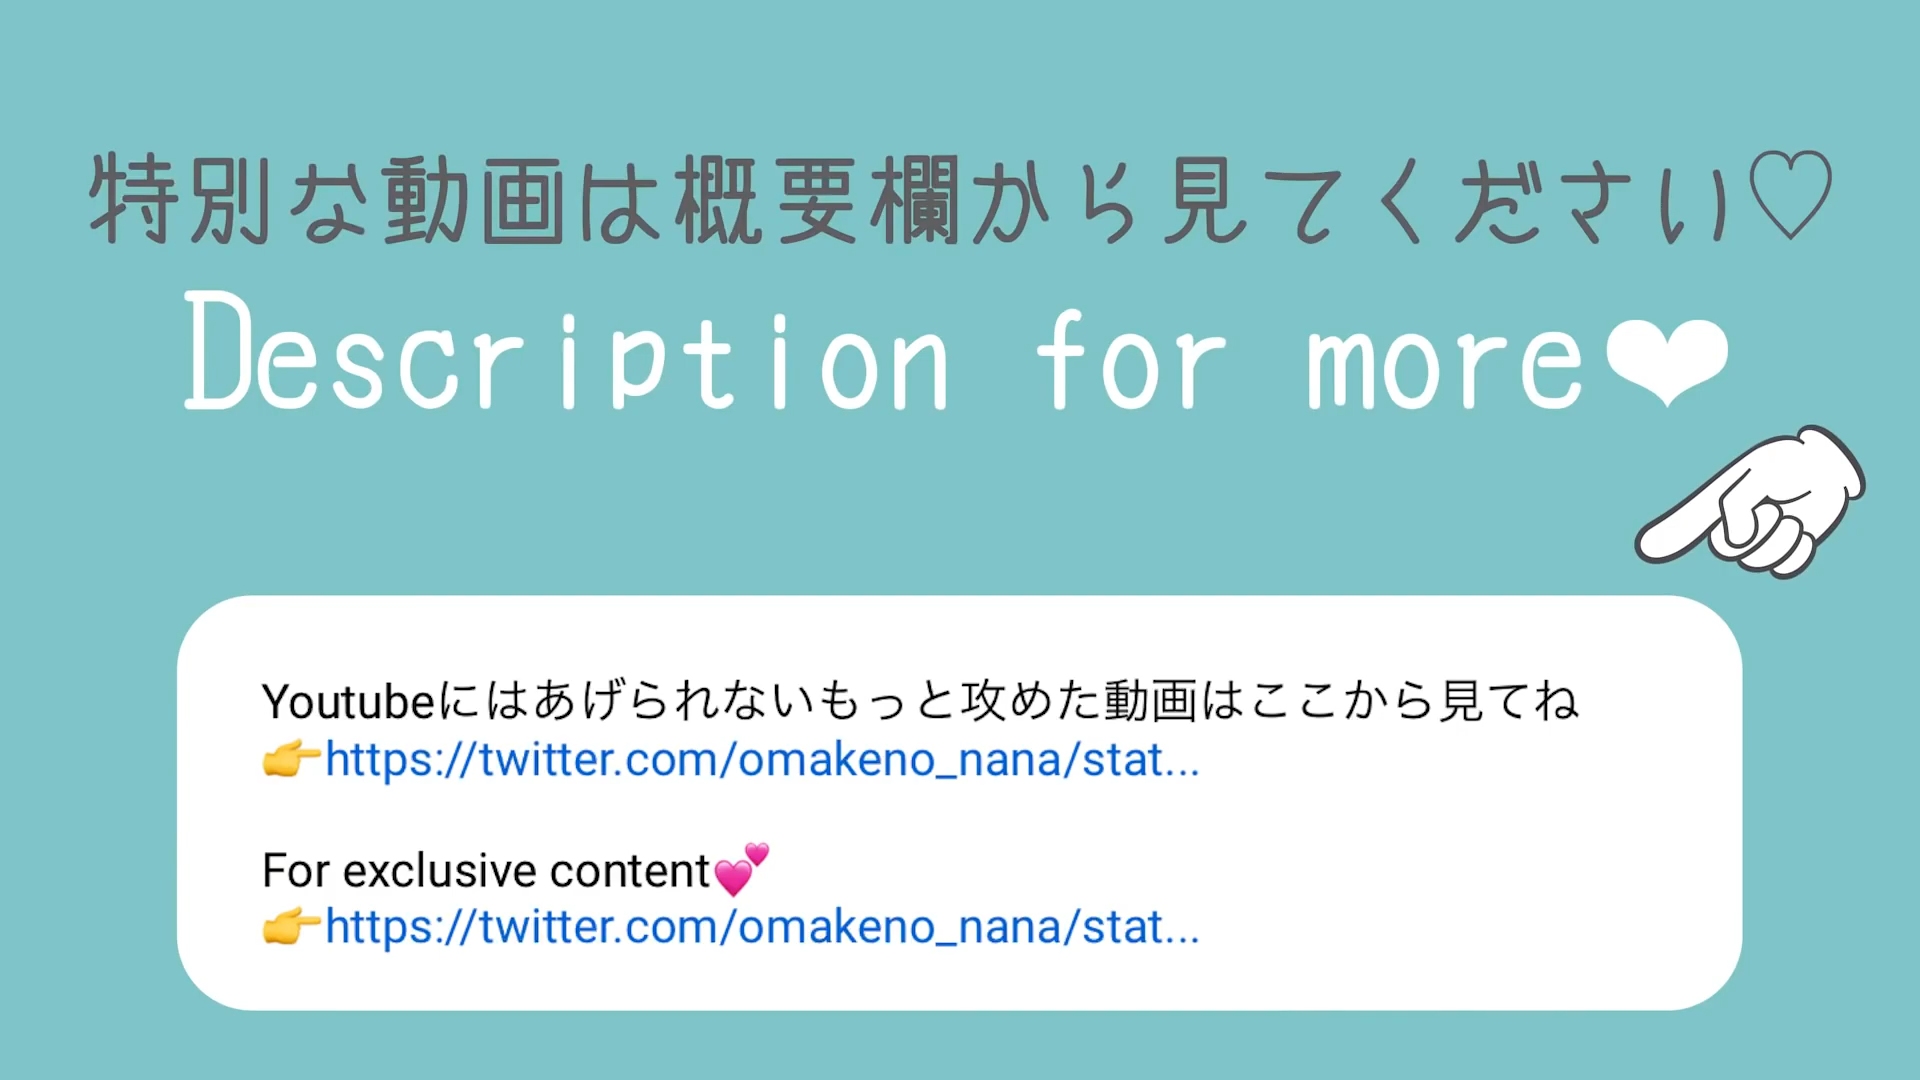 特別な動画は概要欄から見てください♡
Description for more❤
Youtubeにはあげられないもっと攻めた動画はここから見てね
👉https://twitter.com/omakeno_nana/stat...
For exclusive content💕
👉https://twitter.com/omakeno_nana/stat...